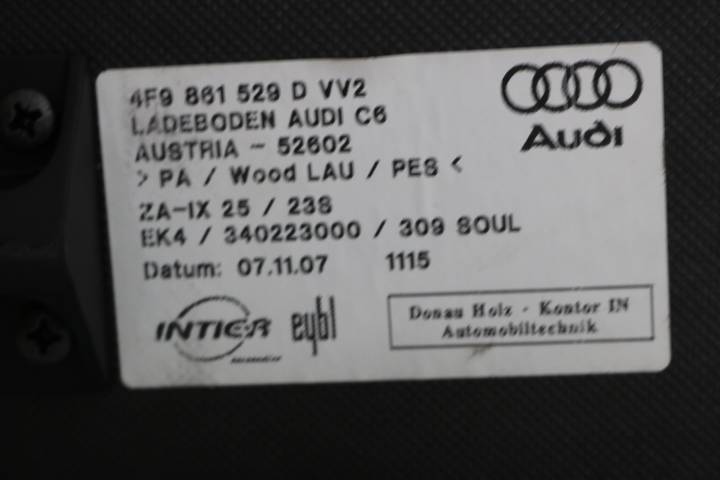 4F9 861 529 D VV2
LADEBODEN AUDI C6
AUSTRIA - 52602
> PA / Wood LAU / PES <
ZA-IX 25 / 238
EK4 / 340223000 / 309 SOUL
Datum: 07.11.07 1115
Audi
INTIER eybl
Donau Holz - Kontor IN
Automobiltechnik